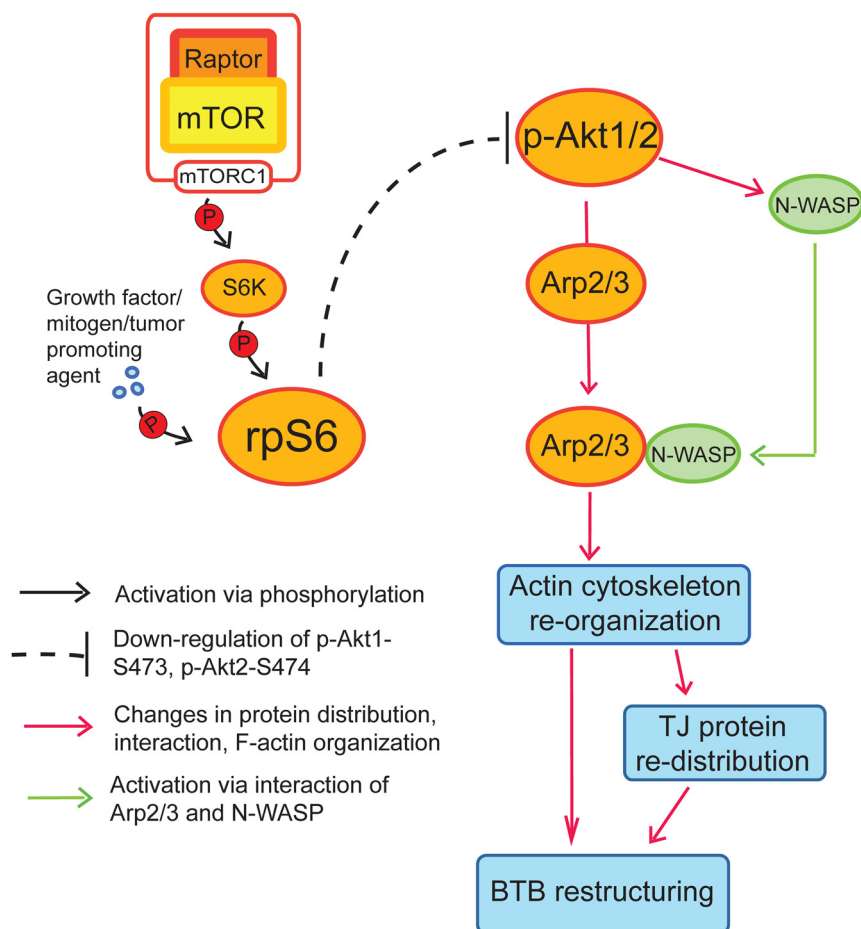 Raptor
mTOR
mTORC1
P
S6K
P
Growth factor/
mitogen/tumor
promoting
agent
P
rpS6
p-Akt1/2
N-WASP
Arp2/3
Arp2/3
N-WASP
Actin cytoskeleton
re-organization
TJ protein
re-distribution
BTB restructuring
Activation via phosphorylation
Down-regulation of p-Akt1-
S473, p-Akt2-S474
Changes in protein distribution,
interaction, F-actin organization
Activation via interaction of
Arp2/3 and N-WASP